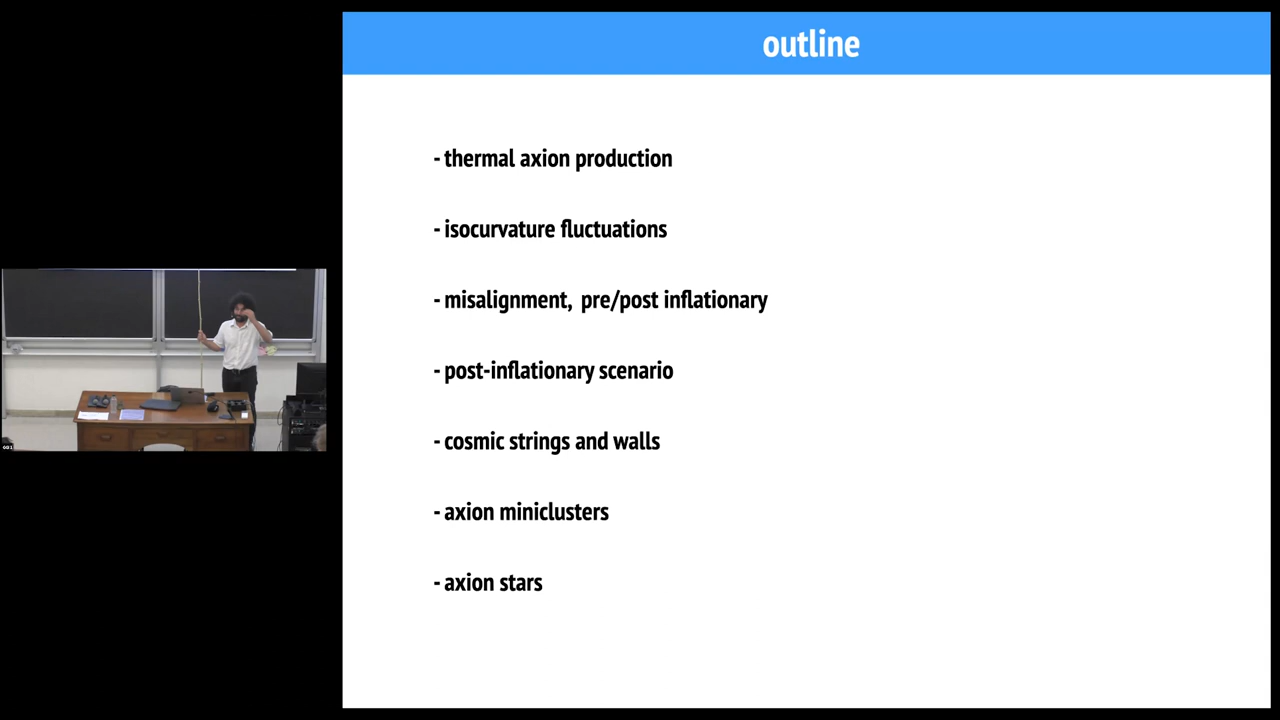 outline
- thermal axion production
- isocurvature fluctuations
- misalignment, pre/post inflationary
- post-inflationary scenario
- cosmic strings and walls
- axion miniclusters
- axion stars